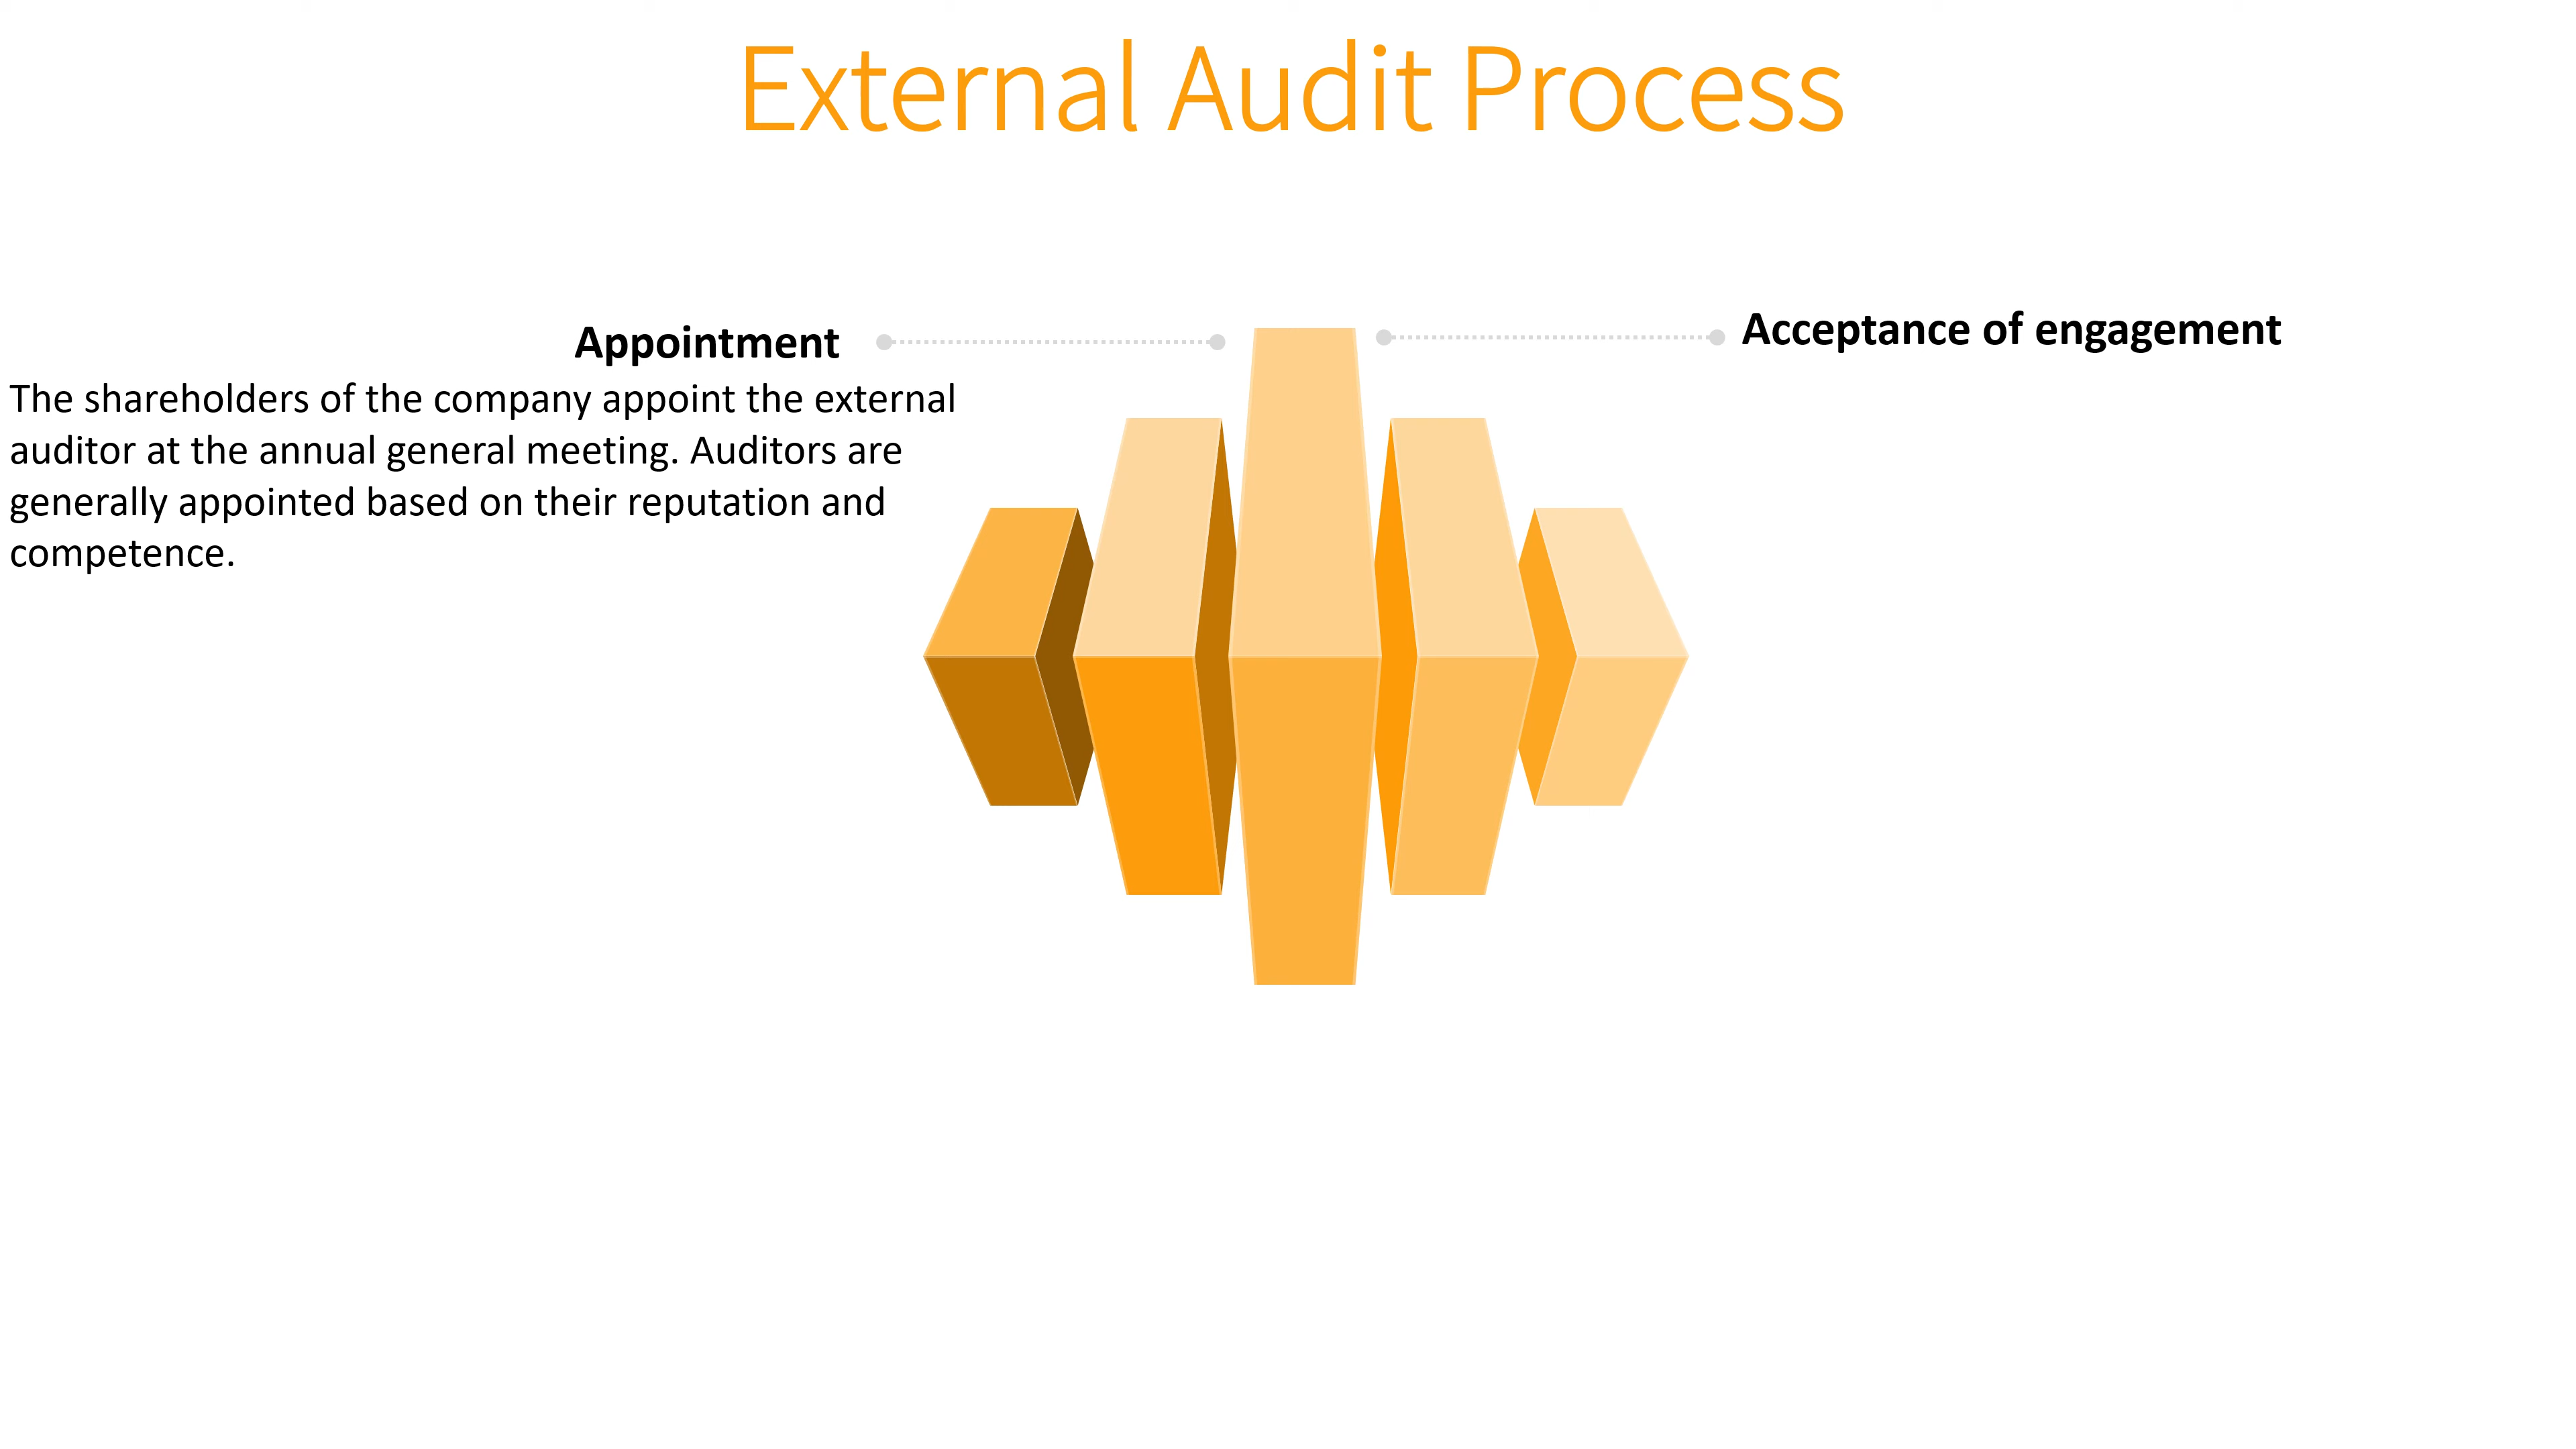 External Audit Process
Appointment
The shareholders of the company appoint the external
auditor at the annual general meeting. Auditors are
generally appointed based on their reputation and
competence.
Acceptance of engagement